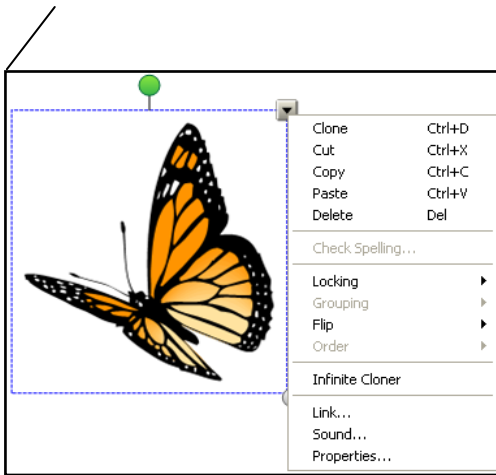 Clone Ctrl+D
Cut Ctrl+X
Copy Ctrl+C
Paste Ctrl+V
Delete Del
Check Spelling...
Locking
Grouping
Flip
Order
Infinite Cloner
Link...
Sound...
Properties...